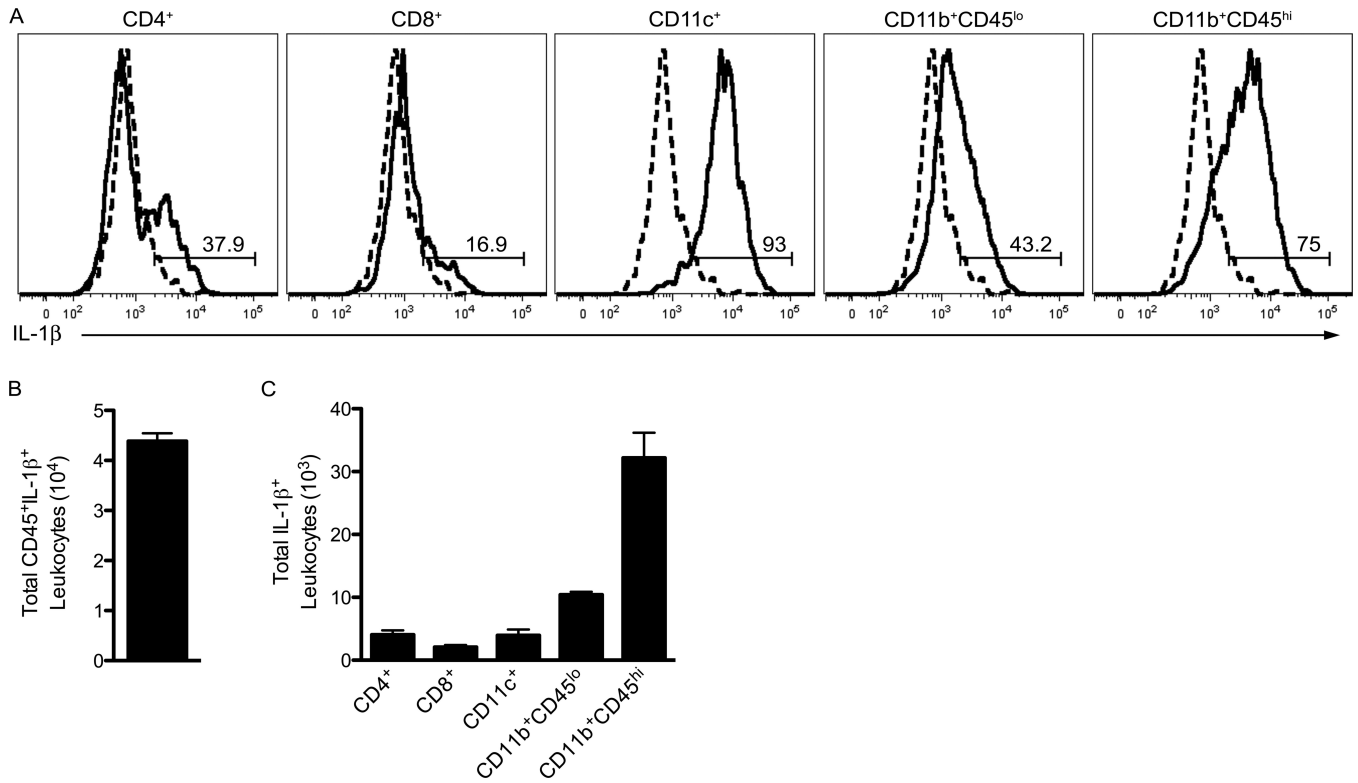 A
CD4⁺ CD8⁺ CD11c⁺ CD11b⁺CD45ˡᵒ CD11b⁺CD45ʰⁱ
37.9 16.9 93 43.2 75
0 10² 10³ 10⁴ 10⁵ 0 10² 10³ 10⁴ 10⁵ 0 10² 10³ 10⁴ 10⁵ 0 10² 10³ 10⁴ 10⁵ 0 10² 10³ 10⁴ 10⁵
IL-1β
B
Total CD45⁺IL-1β⁺
Leukocytes (10⁴)
5
4
3
2
1
0
C
Total IL-1β⁺
Leukocytes (10³)
40
30
20
10
0
CD4⁺
CD8⁺
CD11c⁺
CD11b⁺CD45ˡᵒ
CD11b⁺CD45ʰⁱ